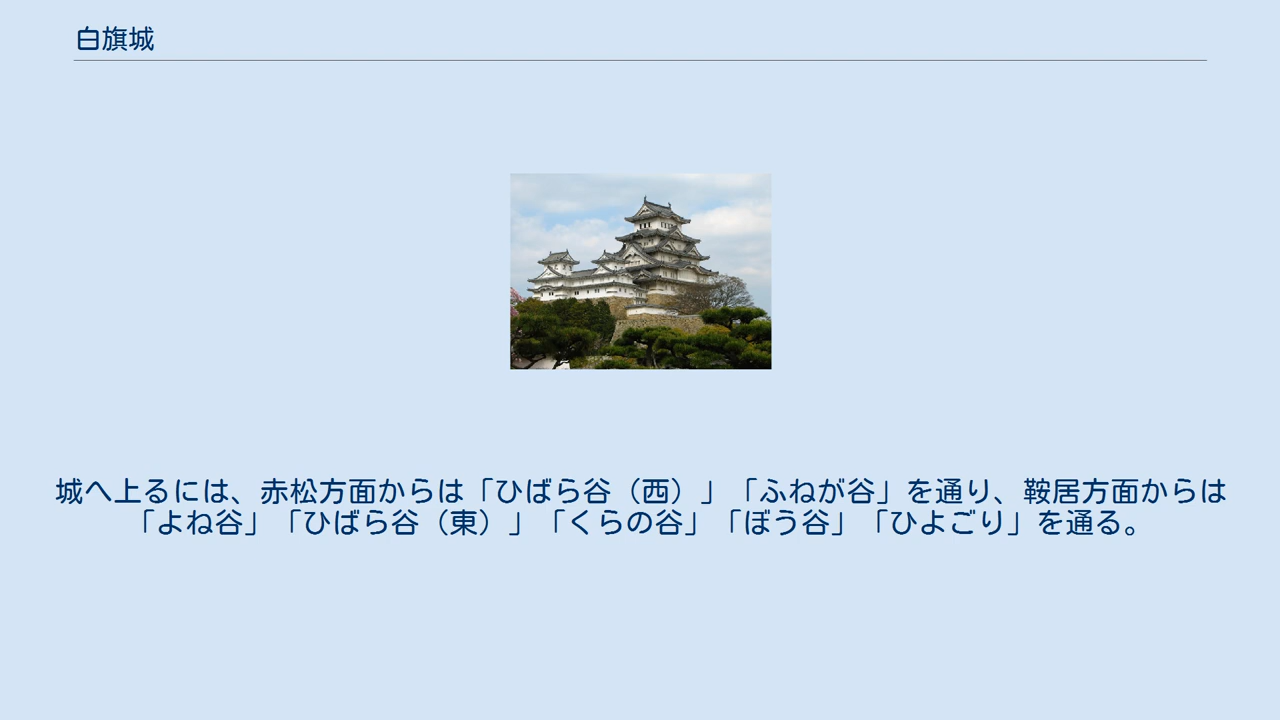 白旗城
城へ上るには、赤松方面からは「ひばら谷（西）」「ふねが谷」を通り、鞍居方面からは
「よね谷」「ひばら谷（東）」「くらの谷」「ぼう谷」「ひよごり」を通る。